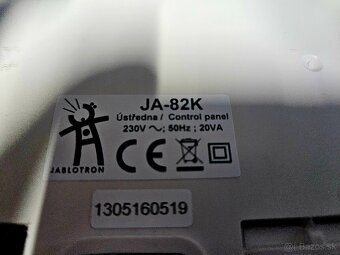 JA-82K
Ústředna / Control panel
230V ~; 50Hz ; 20VA
JABLOTRON
CE
1305160519
Bazos.sk